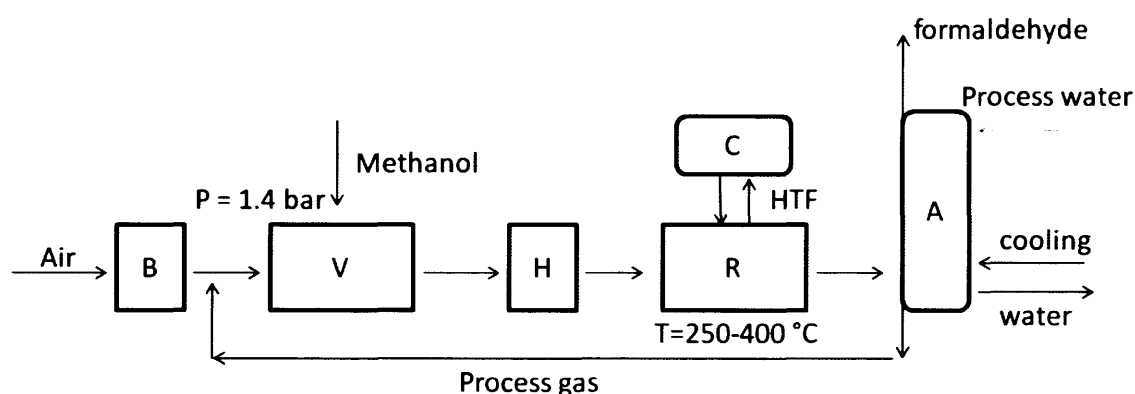 formaldehyde
Process water
C
Methanol
P = 1.4 bar
HTF
A
Air
B
V
H
R
cooling
water
T=250-400 °C
Process gas